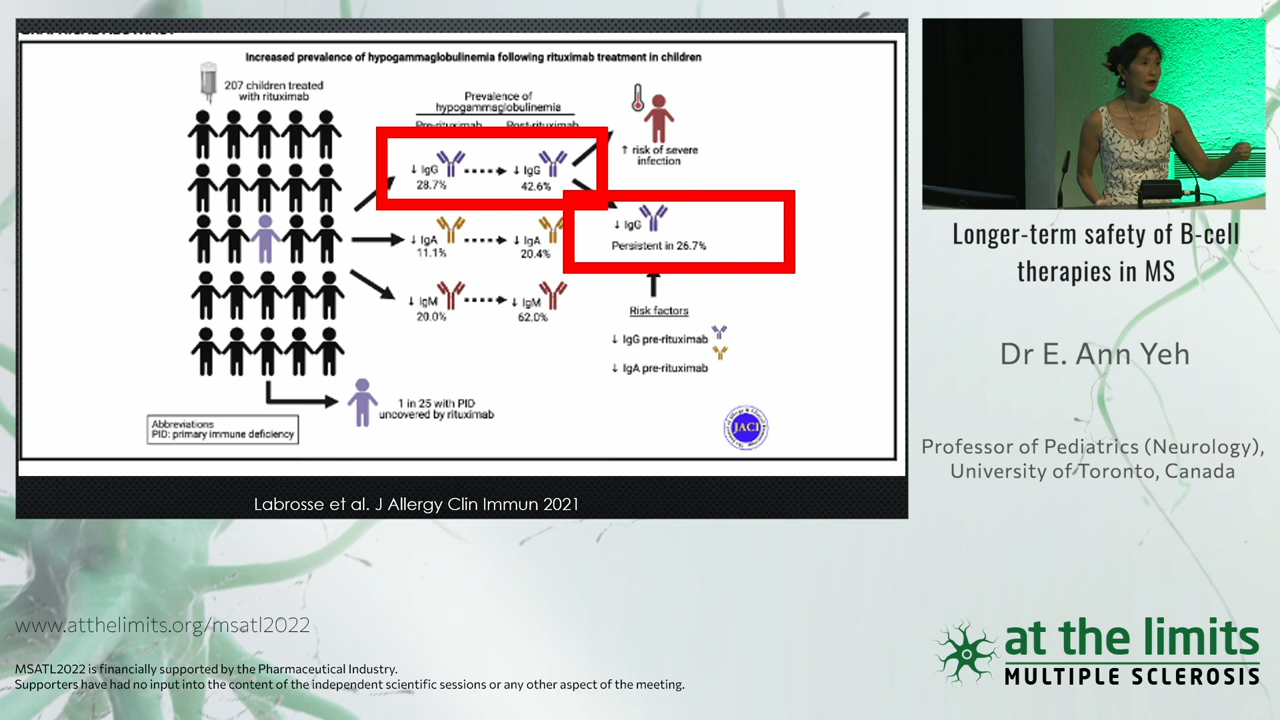 Increased prevalence of hypogammaglobulinemia following rituximab treatment in children
207 children treated
with rituximab
Prevalence of
hypogammaglobulinemia
Pre-rituximab
Post-rituximab
↓ IgG
28.7%
↓ IgG
42.6%
↑ risk of severe
infection
↓ IgG
Persistent in 26.7%
↓ IgA
11.1%
↓ IgA
20.4%
↓ IgM
20.0%
↓ IgM
62.0%
Risk factors
↓ IgG pre-rituximab
↓ IgA pre-rituximab
1 in 25 with PID
uncovered by rituximab
Abbreviations
PID: primary immune deficiency
JACI
Labrosse et al. J Allergy Clin Immun 2021
Longer-term safety of B-cell
therapies in MS
Dr E. Ann Yeh
Professor of Pediatrics (Neurology),
University of Toronto, Canada
www.atthelimits.org/msatl2022
MSATL2022 is financially supported by the Pharmaceutical Industry.
Supporters have had no input into the content of the independent scientific sessions or any other aspect of the meeting.
at the limits
MULTIPLE SCLEROSIS